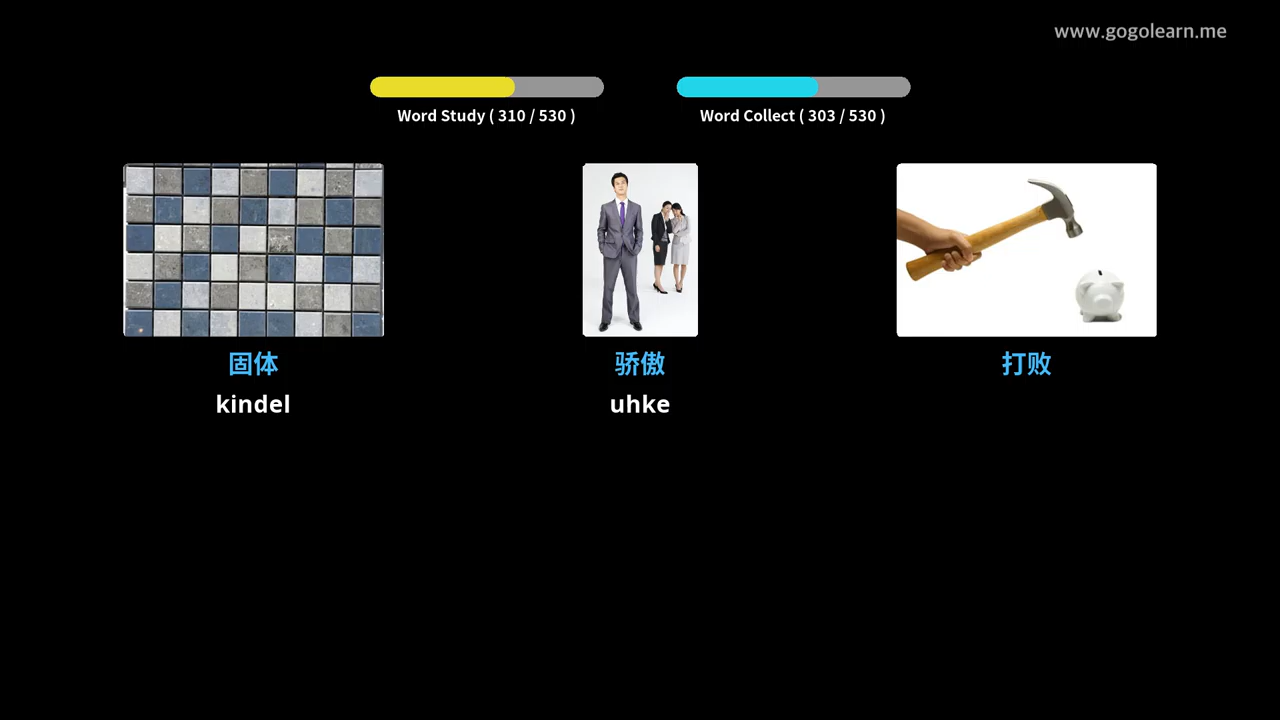 www.gogolearn.me
Word Study ( 310 / 530 )
Word Collect ( 303 / 530 )
固体
骄傲
打败
kindel
uhke